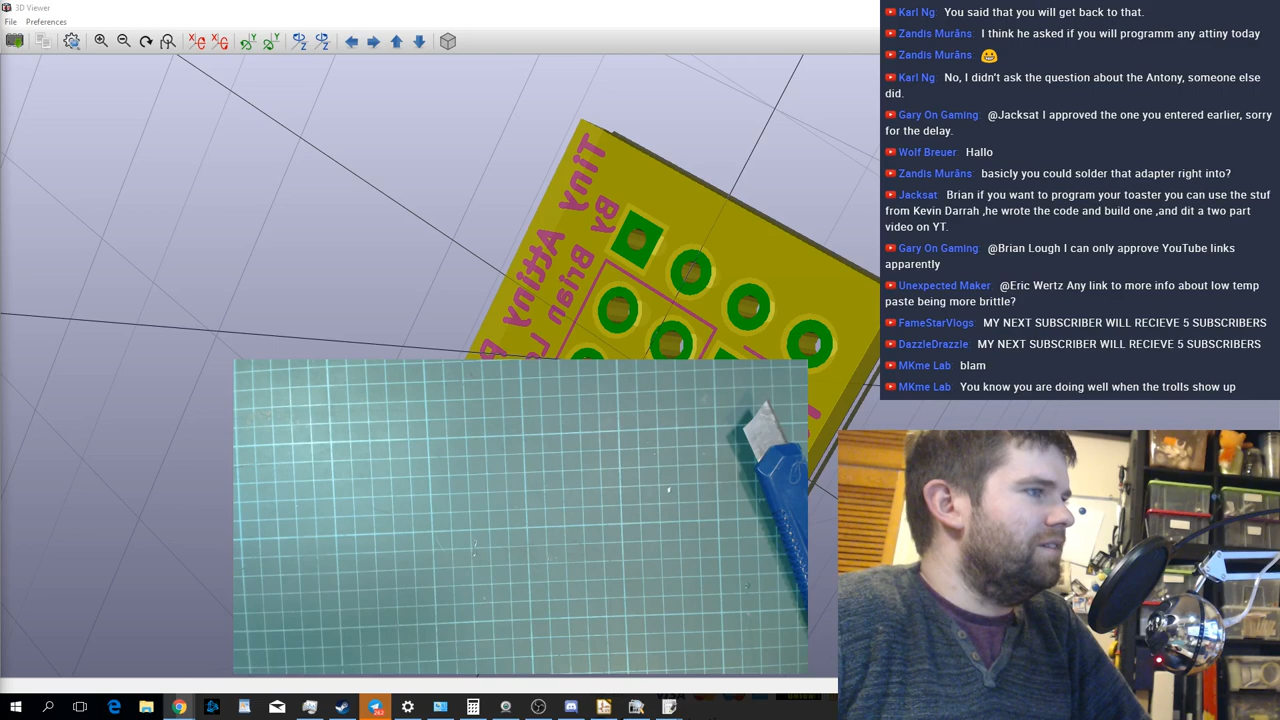 3D Viewer
File Preferences
Tiny ATtiny
By Brian
Karl Ng: You said that you will get back to that.
Zandis Murāns: I think he asked if you will programm any attiny today
Zandis Murāns:
Karl Ng: No, I didn't ask the question about the Antony, someone else
did.
Gary On Gaming: @Jacksat I approved the one you entered earlier, sorry
for the delay.
Wolf Breuer: Hallo
Zandis Murāns: basicly you could solder that adapter right into?
Jacksat: Brian if you want to program your toaster you can use the stuf
from Kevin Darrah ,he wrote the code and build one ,and dit a two part
video on YT.
Gary On Gaming: @Brian Lough I can only approve YouTube links
apparently
Unexpected Maker: @Eric Wertz Any link to more info about low temp
paste being more brittle?
FameStarVlogs: MY NEXT SUBSCRIBER WILL RECIEVE 5 SUBSCRIBERS
DazzleDrazzle: MY NEXT SUBSCRIBER WILL RECIEVE 5 SUBSCRIBERS
MKme Lab: blam
MKme Lab: You know you are doing well when the trolls show up
262